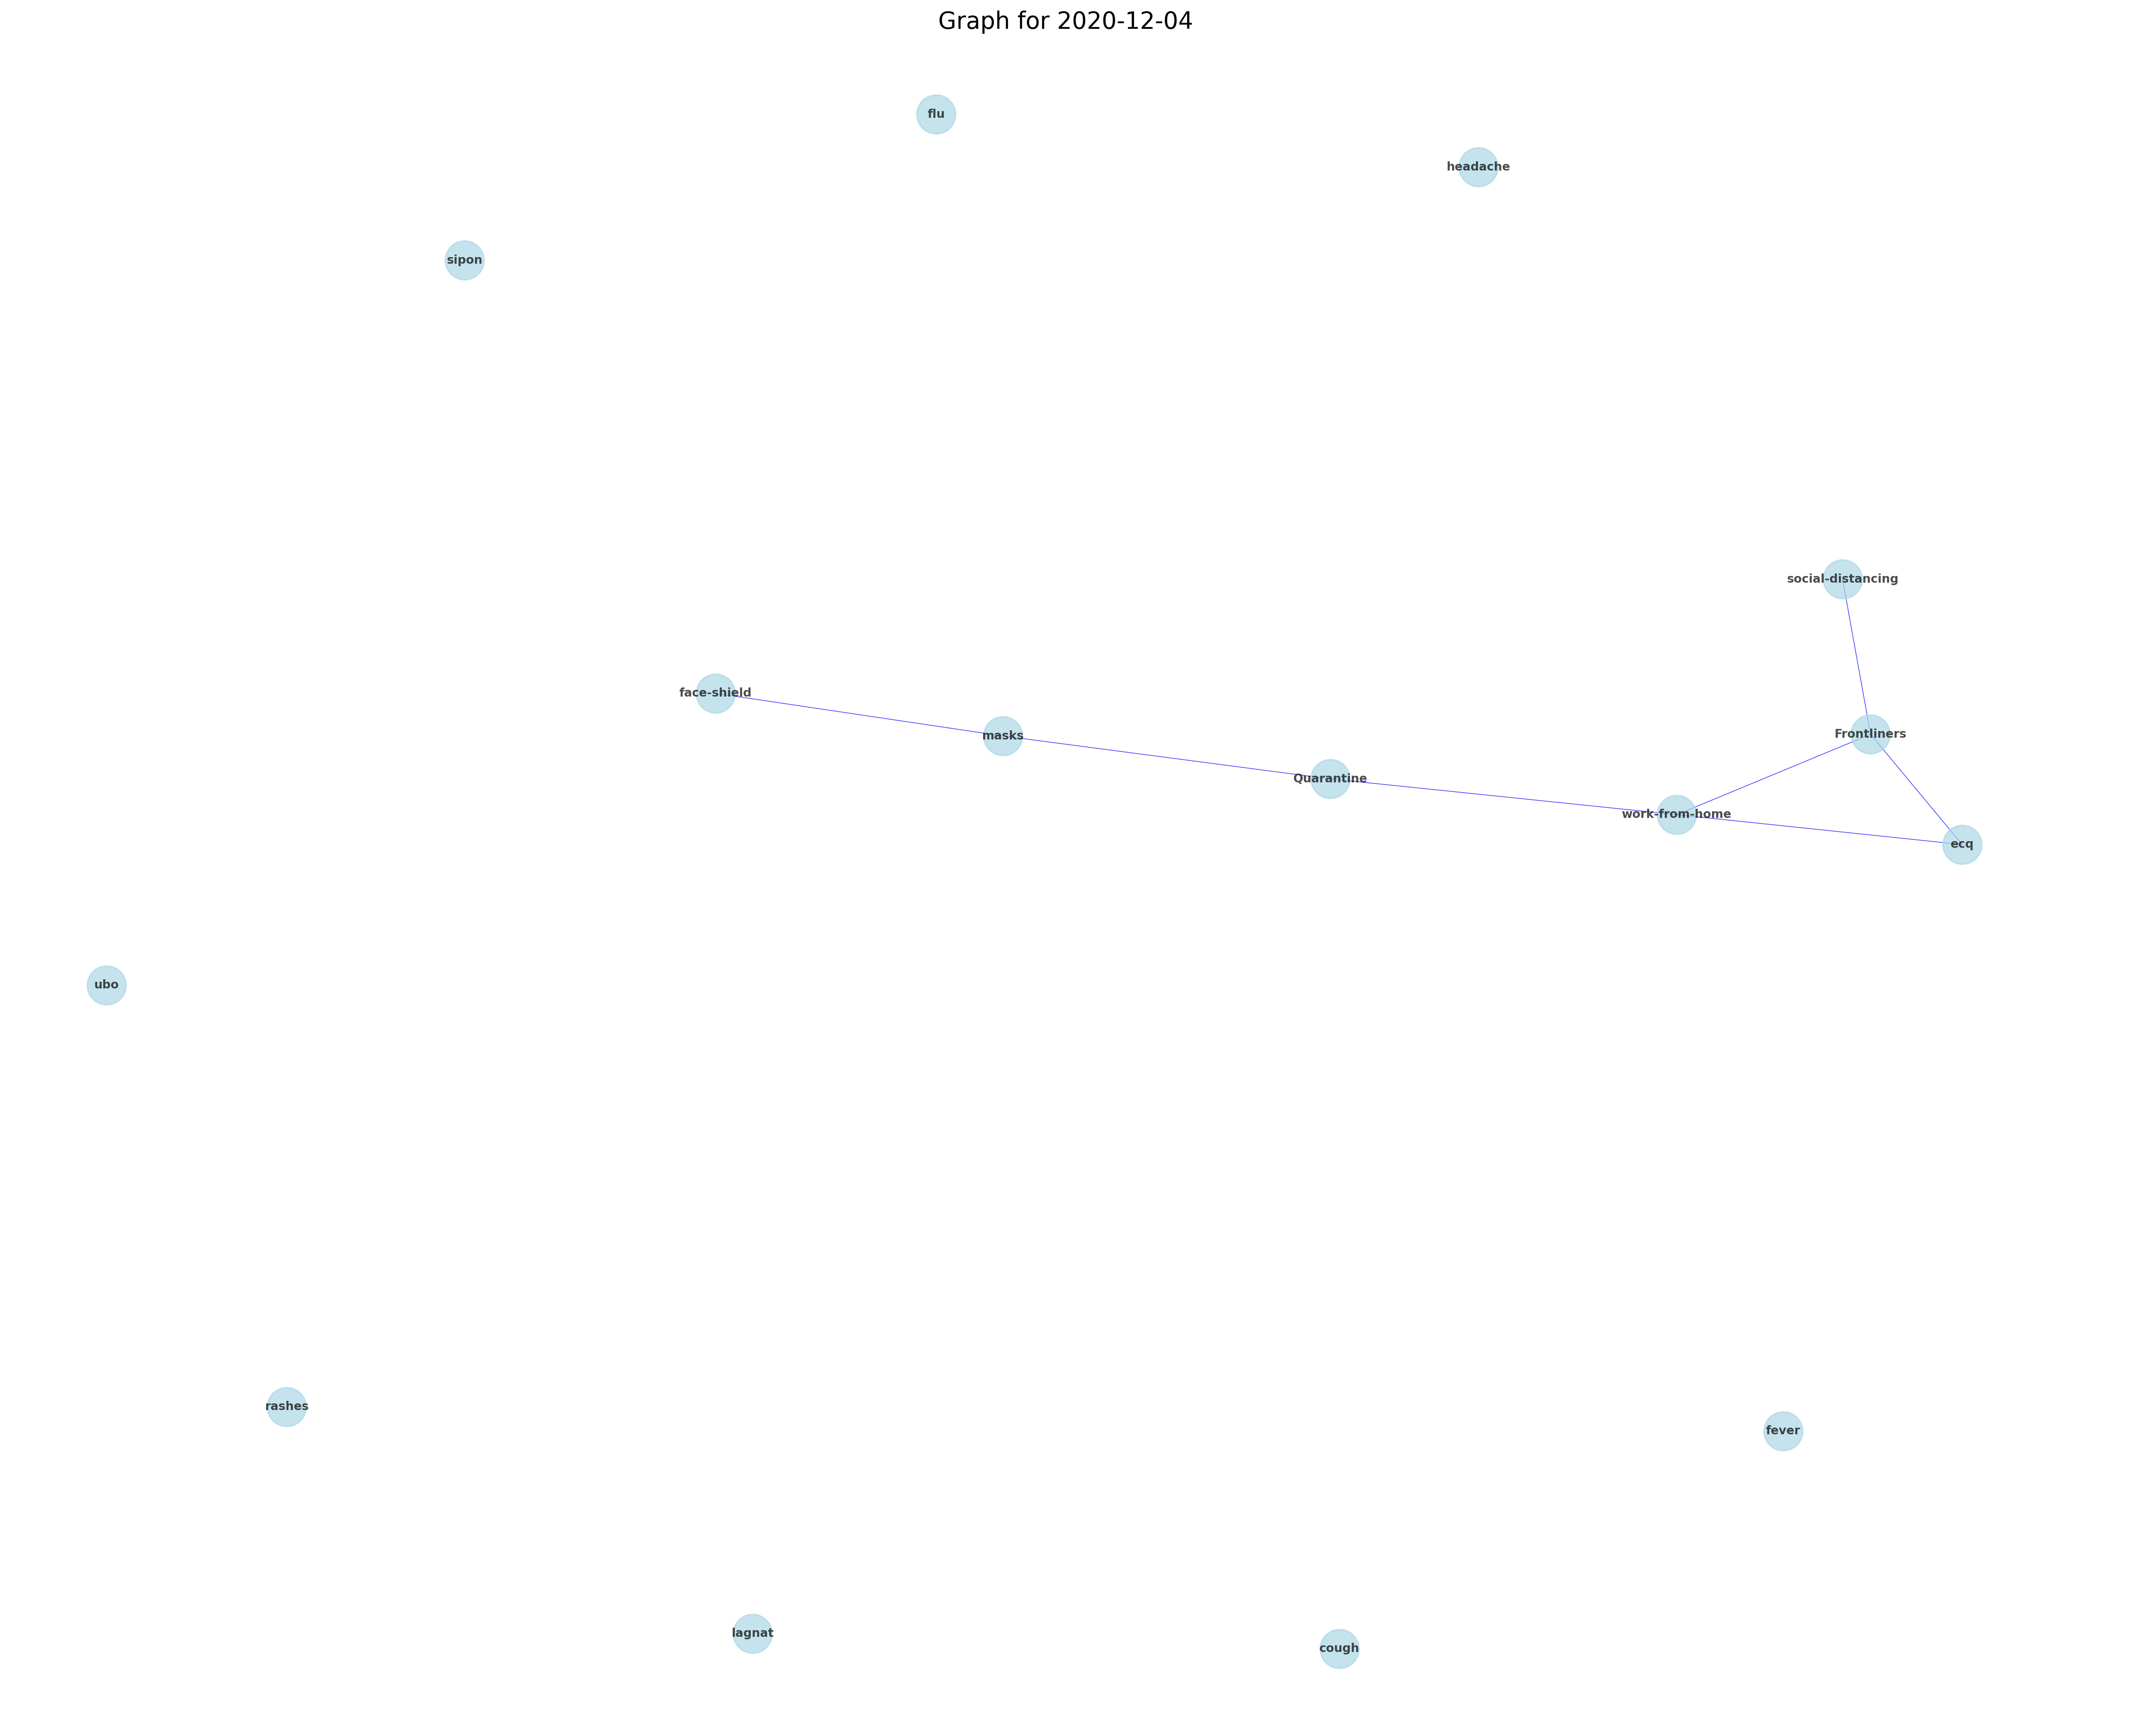 Graph for 2020-12-04
flu
headache
sipon
social-distancing
face-shield
Frontliners
masks
Quarantine
work-from-home
ecq
ubo
rashes
fever
lagnat
cough